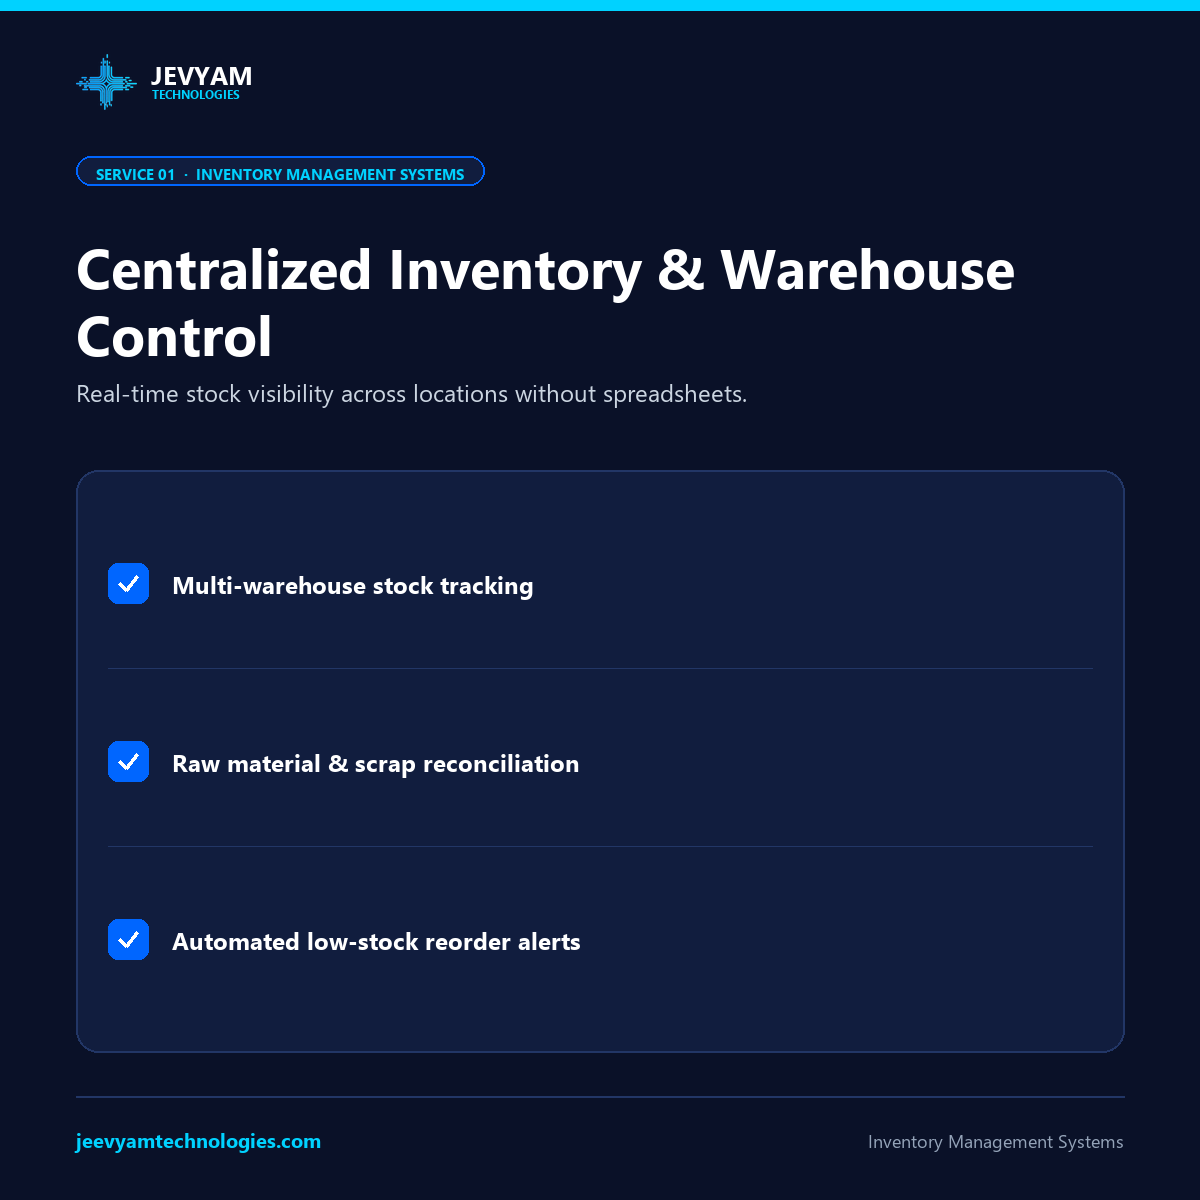 JEVYAM
TECHNOLOGIES
SERVICE 01 · INVENTORY MANAGEMENT SYSTEMS
Centralized Inventory & Warehouse
Control
Real-time stock visibility across locations without spreadsheets.
Multi-warehouse stock tracking
Raw material & scrap reconciliation
Automated low-stock reorder alerts
jeevyamtechnologies.com
Inventory Management Systems